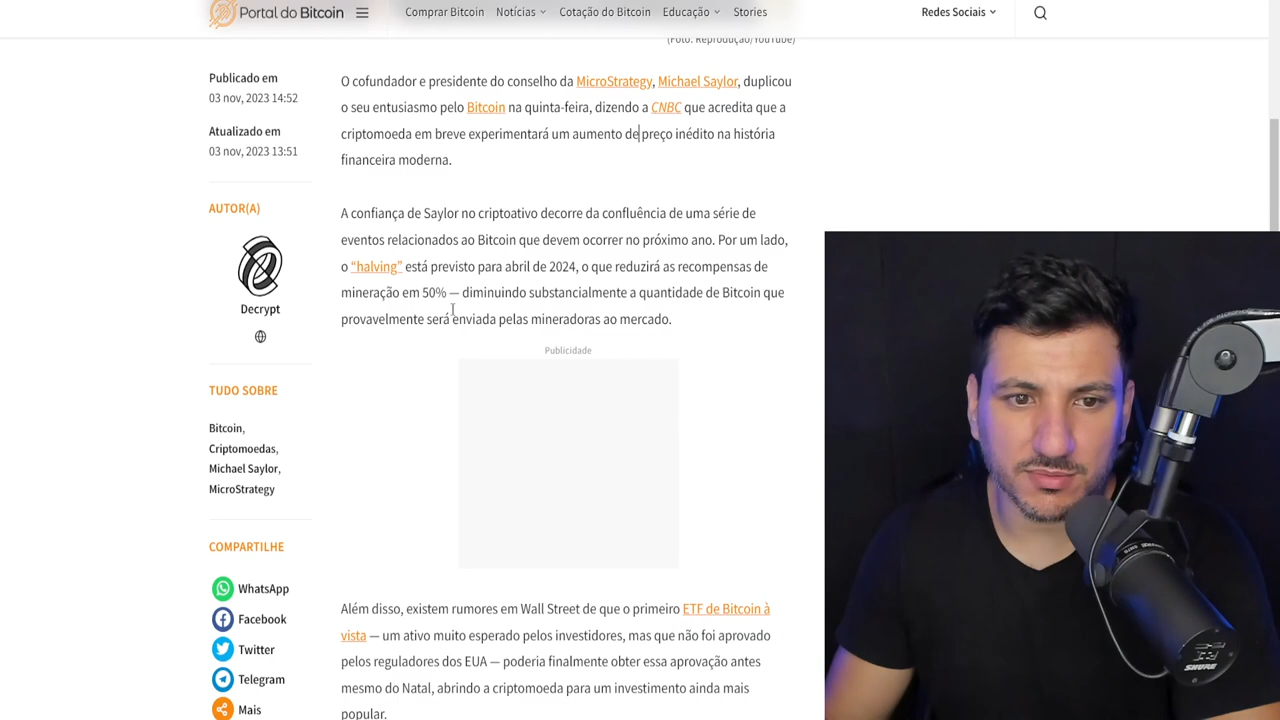 Portal do Bitcoin
Comprar Bitcoin Notícias Cotação do Bitcoin Educação Stories
Redes Sociais
(Foto: Reprodução/YouTube)
Publicado em
03 nov, 2023 14:52
Atualizado em
03 nov, 2023 13:51
AUTOR(A)
Decrypt
TUDO SOBRE
Bitcoin,
Criptomoedas,
Michael Saylor,
MicroStrategy
COMPARTILHE
WhatsApp
Facebook
Twitter
Telegram
Mais
O cofundador e presidente do conselho da MicroStrategy, Michael Saylor, duplicou
o seu entusiasmo pelo Bitcoin na quinta-feira, dizendo a CNBC que acredita que a
criptomoeda em breve experimentará um aumento de preço inédito na história
financeira moderna.
A confiança de Saylor no criptoativo decorre da confluência de uma série de
eventos relacionados ao Bitcoin que devem ocorrer no próximo ano. Por um lado,
o “halving” está previsto para abril de 2024, o que reduzirá as recompensas de
mineração em 50% — diminuindo substancialmente a quantidade de Bitcoin que
provavelmente será enviada pelas mineradoras ao mercado.
Publicidade
Além disso, existem rumores em Wall Street de que o primeiro ETF de Bitcoin à
vista — um ativo muito esperado pelos investidores, mas que não foi aprovado
pelos reguladores dos EUA — poderia finalmente obter essa aprovação antes
mesmo do Natal, abrindo a criptomoeda para um investimento ainda mais
popular.
SHURE